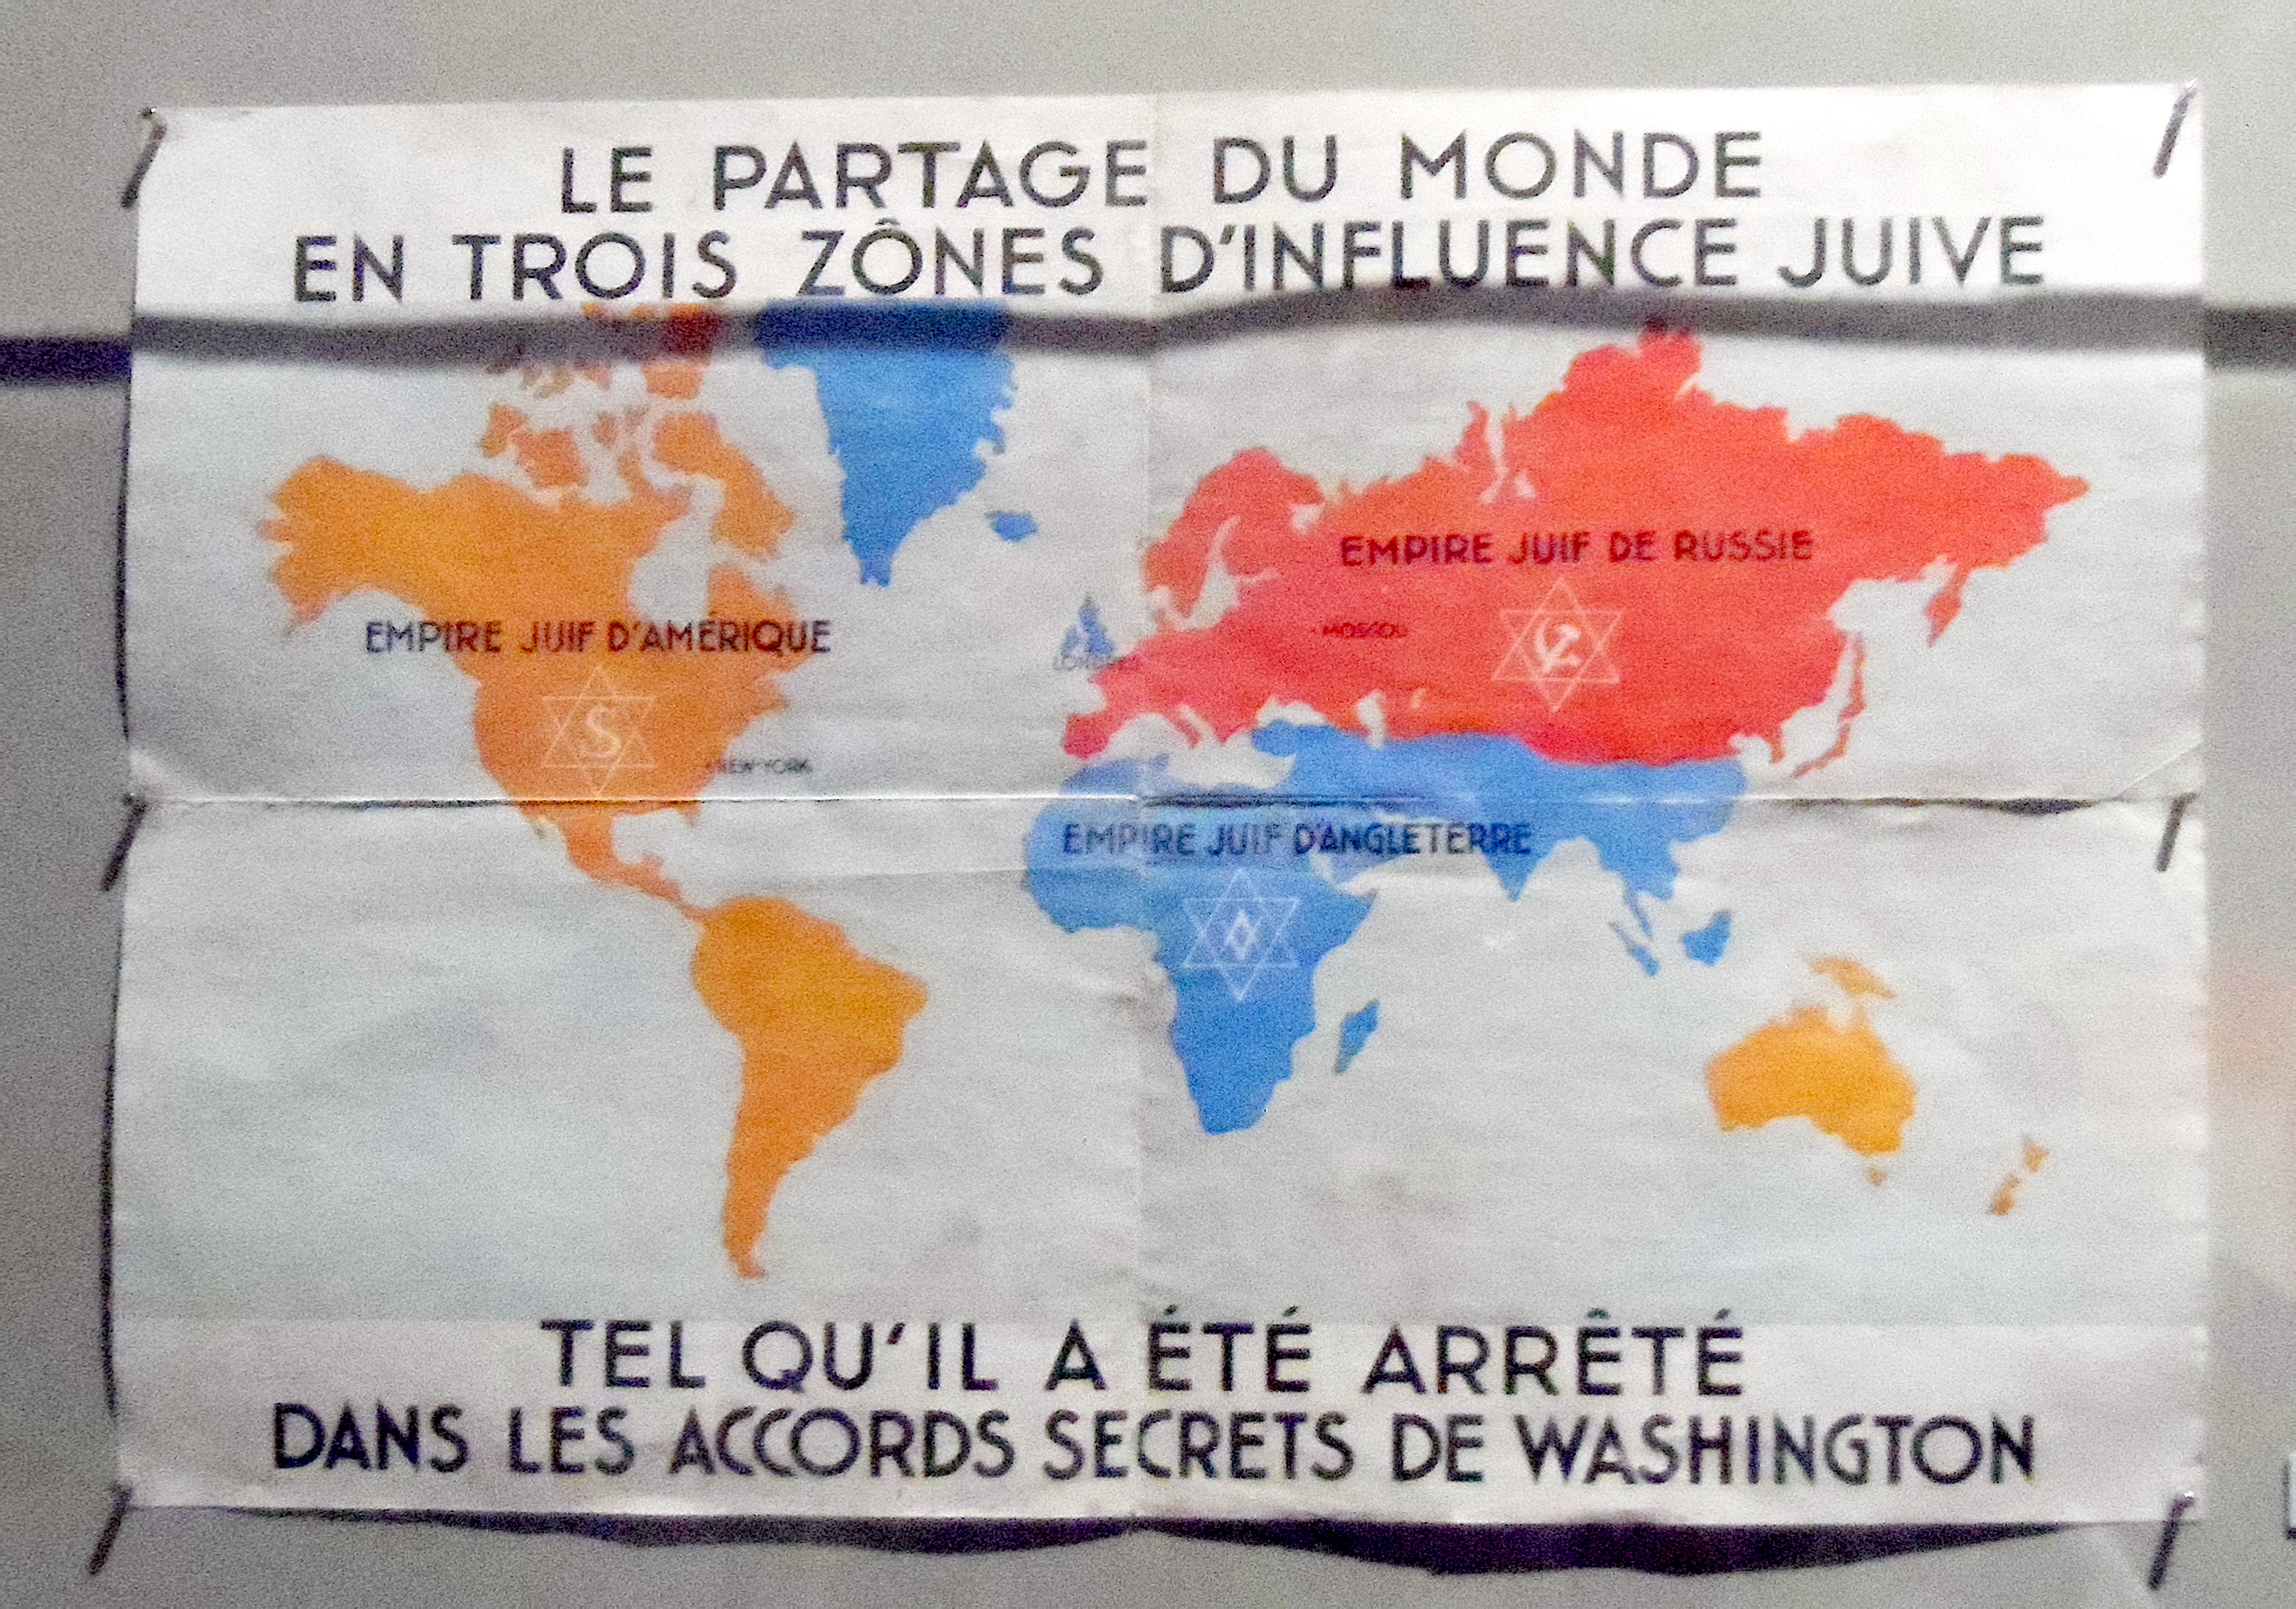 LE PARTAGE DU MONDE
EN TROIS ZÔNES D'INFLUENCE JUIVE
EMPIRE JUIF DE RUSSIE
MOSCOU
EMPIRE JUIF D'AMÉRIQUE
LONDRES
S
NEW-YORK
EMPIRE JUIF D'ANGLETERRE
TEL QU'IL A ÉTÉ ARRÊTÉ
DANS LES ACCORDS SECRETS DE WASHINGTON